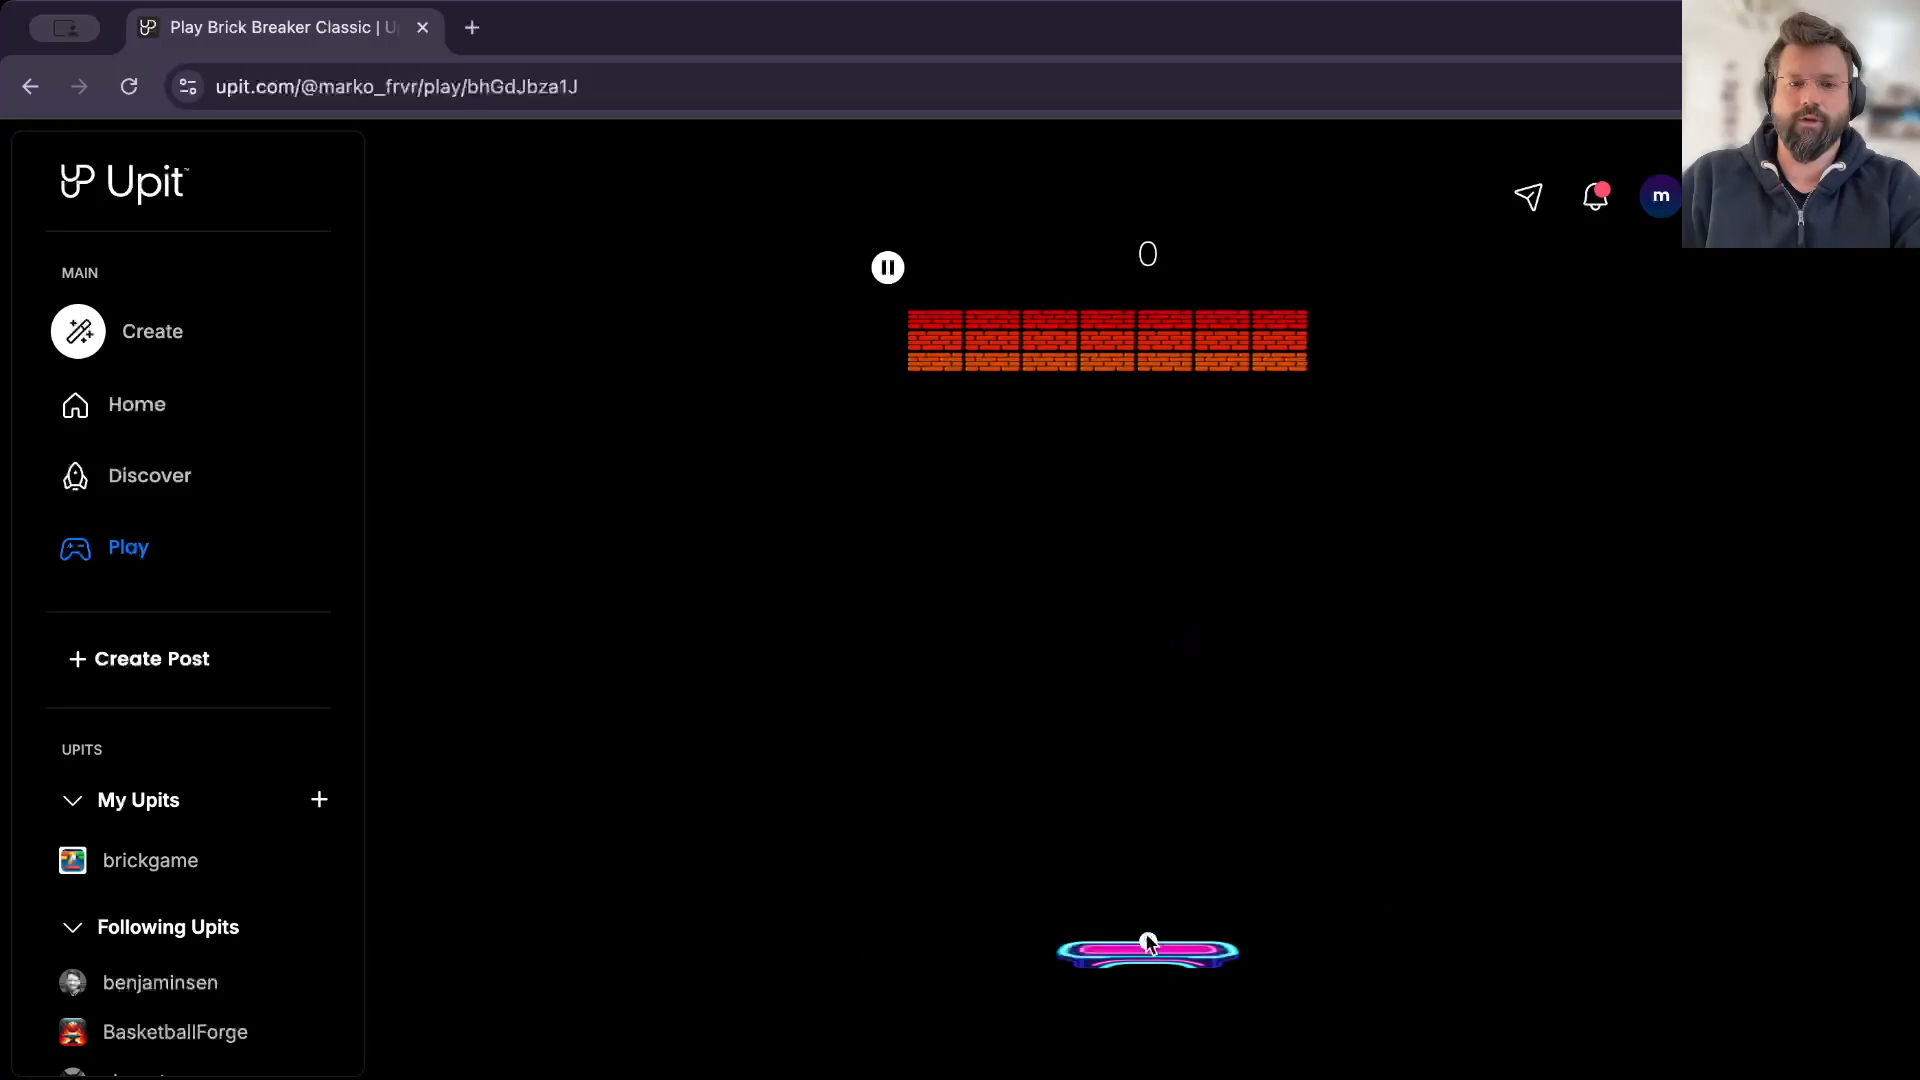 Play Brick Breaker Classic | U
upit.com/@marko_frvr/play/bhGdJbza1J
Upit™
m
0
MAIN
Create
Home
Discover
Play
+ Create Post
UPITS
My Upits
brickgame
Following Upits
benjaminsen
BasketballForge